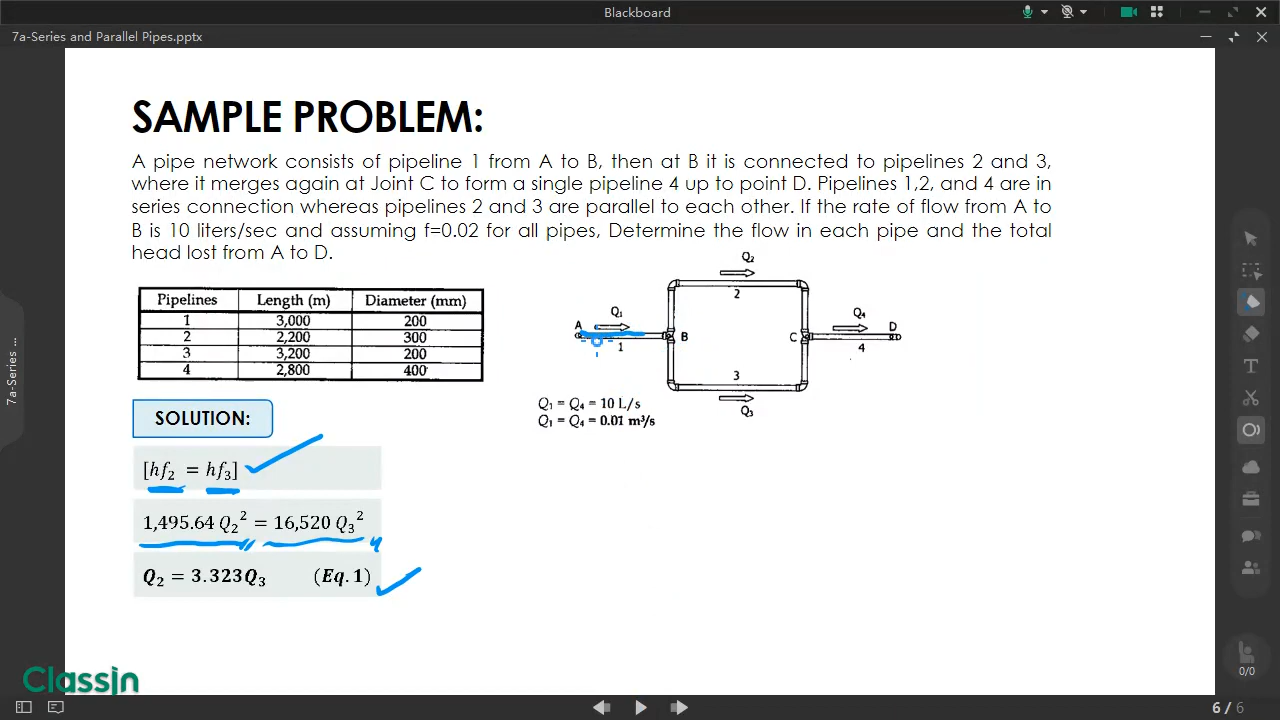 Blackboard
7a-Series and Parallel Pipes.pptx
SAMPLE PROBLEM:
A pipe network consists of pipeline 1 from A to B, then at B it is connected to pipelines 2 and 3,
where it merges again at Joint C to form a single pipeline 4 up to point D. Pipelines 1,2, and 4 are in
series connection whereas pipelines 2 and 3 are parallel to each other. If the rate of flow from A to
B is 10 liters/sec and assuming f=0.02 for all pipes, Determine the flow in each pipe and the total
head lost from A to D.
Pipelines Length (m) Diameter (mm)
1 3,000 200
2 2,200 300
3 3,200 200
4 2,800 400
Q₂
2
Q₁
A
1
B
C
Q₄
D
4
3
Q₃
Q₁ = Q₄ = 10 L/s
Q₁ = Q₄ = 0.01 m³/s
SOLUTION:
[hf₂ = hf₃]
1,495.64 Q₂² = 16,520 Q₃²
Q₂ = 3.323Q₃ (Eq. 1)
7a-Series ...
ClassIn
0/0
6 / 6